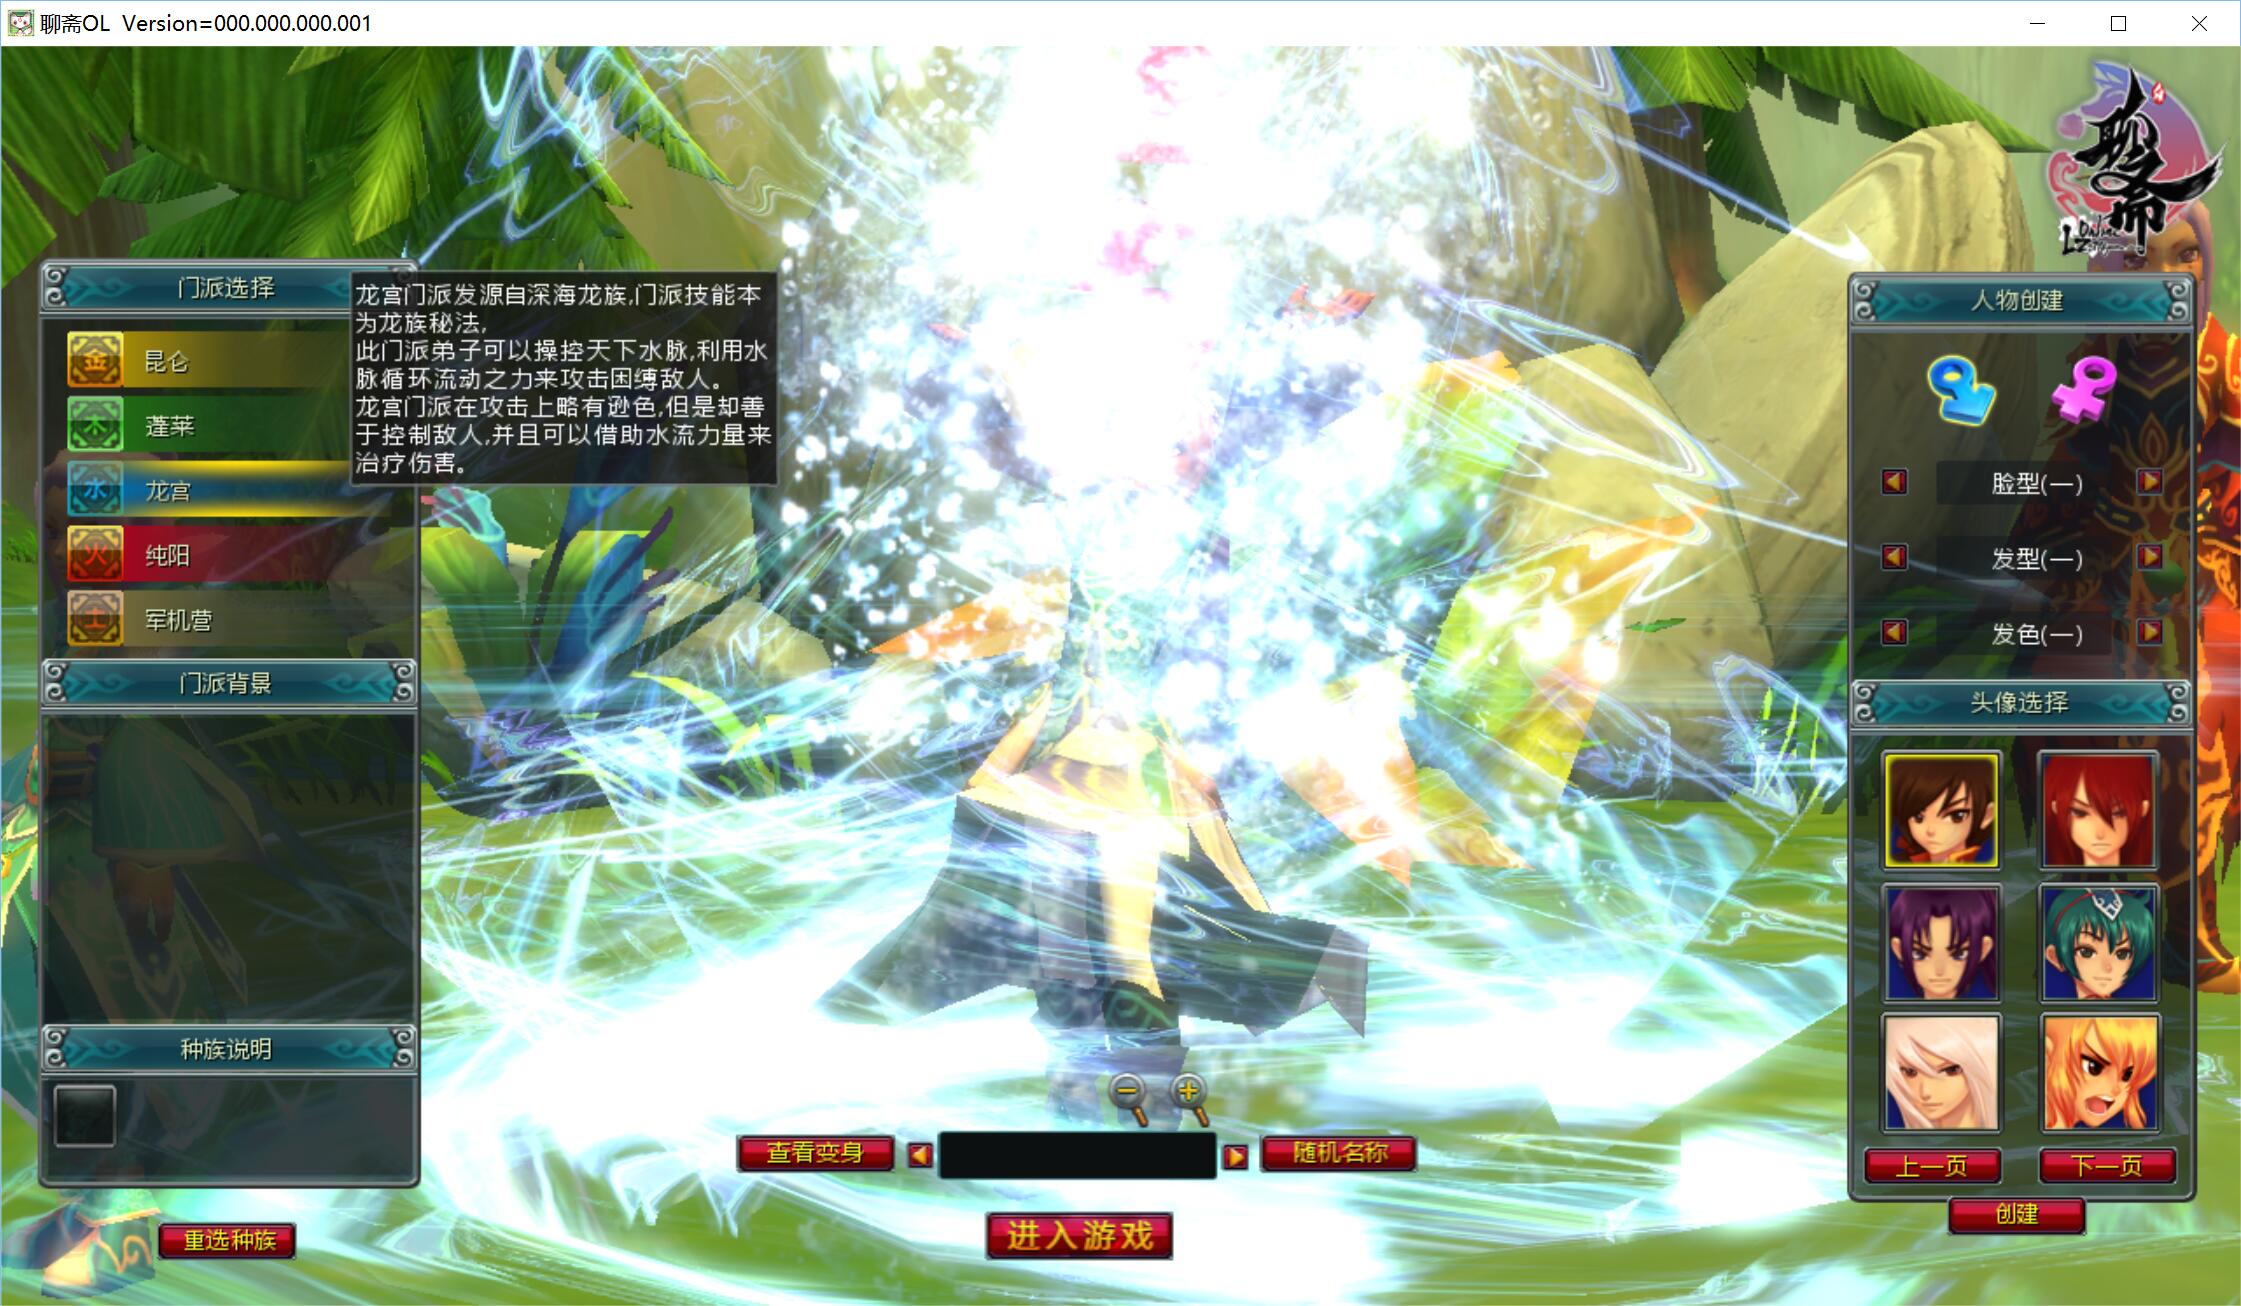 聊斋OL Version=000.000.000.001
聊斋
Online
门派选择
金 昆仑
木 蓬莱
水 龙宫
火 纯阳
土 军机营
龙宫门派发源自深海龙族,门派技能本
为龙族秘法,
此门派弟子可以操控天下水脉,利用水
脉循环流动之力来攻击困缚敌人。
龙宫门派在攻击上略有逊色,但是却善
于控制敌人,并且可以借助水流力量来
治疗伤害。
门派背景
种族说明
重选种族
查看变身
随机名称
进入游戏
人物创建
脸型(一)
发型(一)
发色(一)
头像选择
上一页
下一页
创建